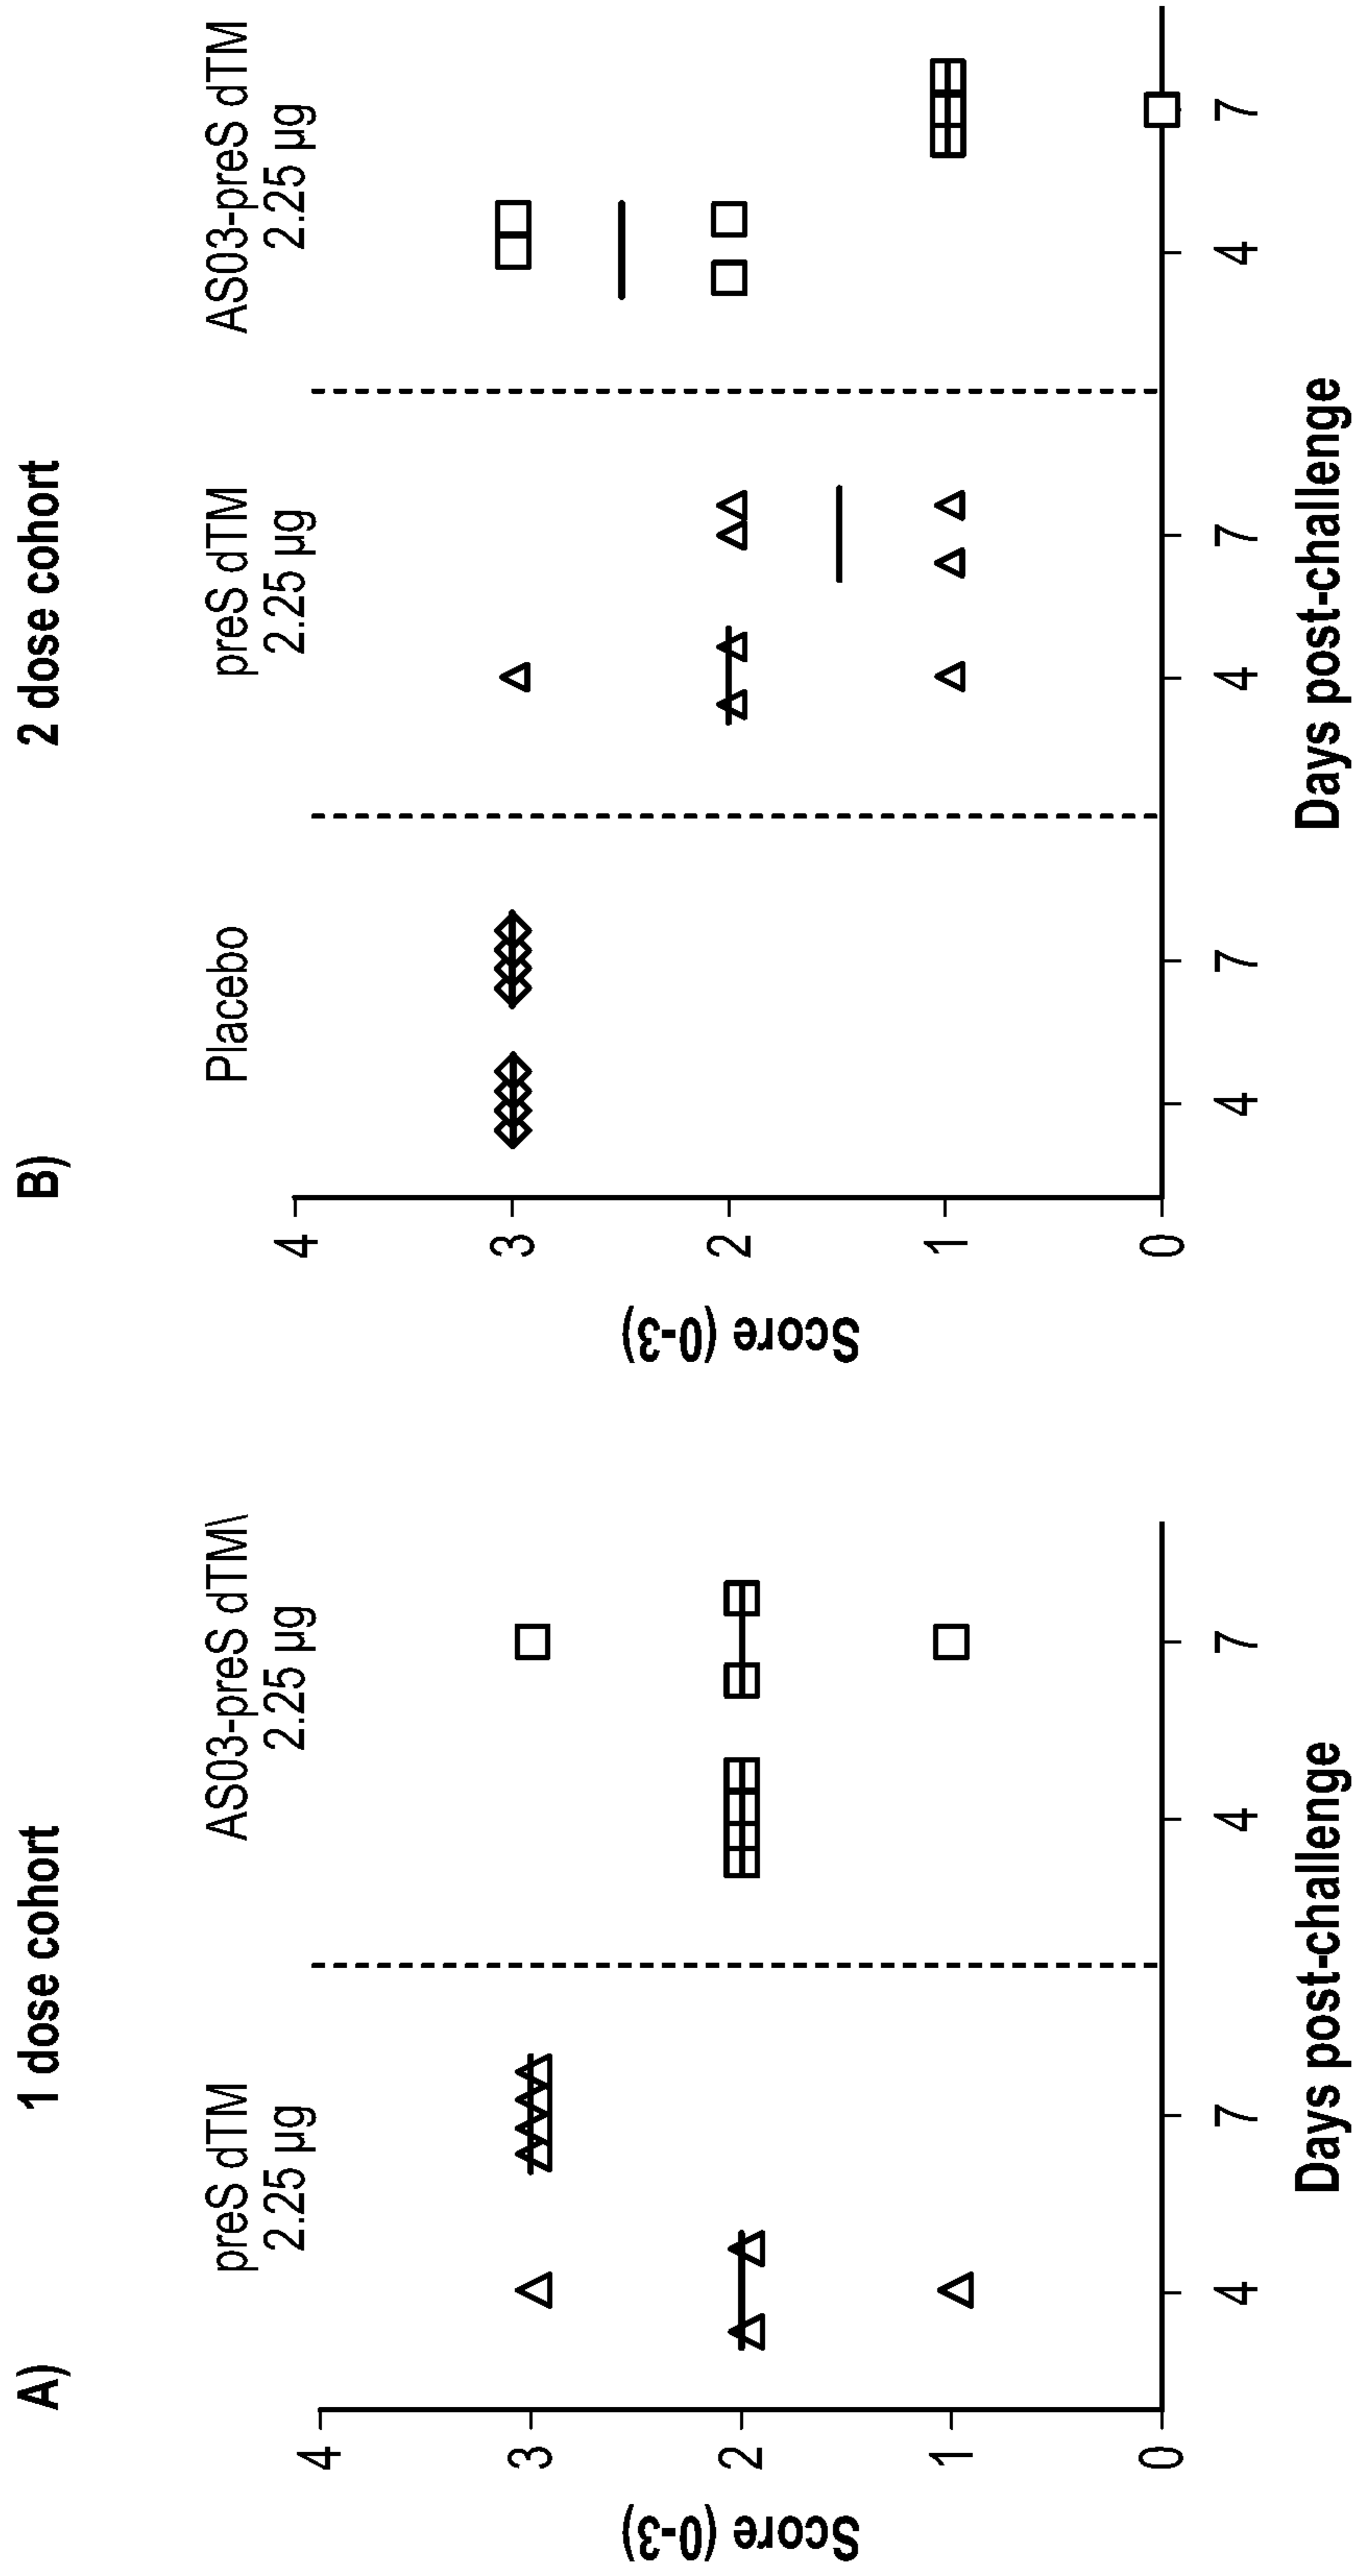 A)
1 dose cohort
preS dTM
2.25 µg
AS03-preS dTM\
2.25 µg
Score (0-3)
4
3
2
1
0
4
7
4
7
Days post-challenge
B)
2 dose cohort
Placebo
preS dTM
2.25 µg
AS03-preS dTM
2.25 µg
Score (0-3)
4
3
2
1
0
4
7
4
7
4
7
Days post-challenge